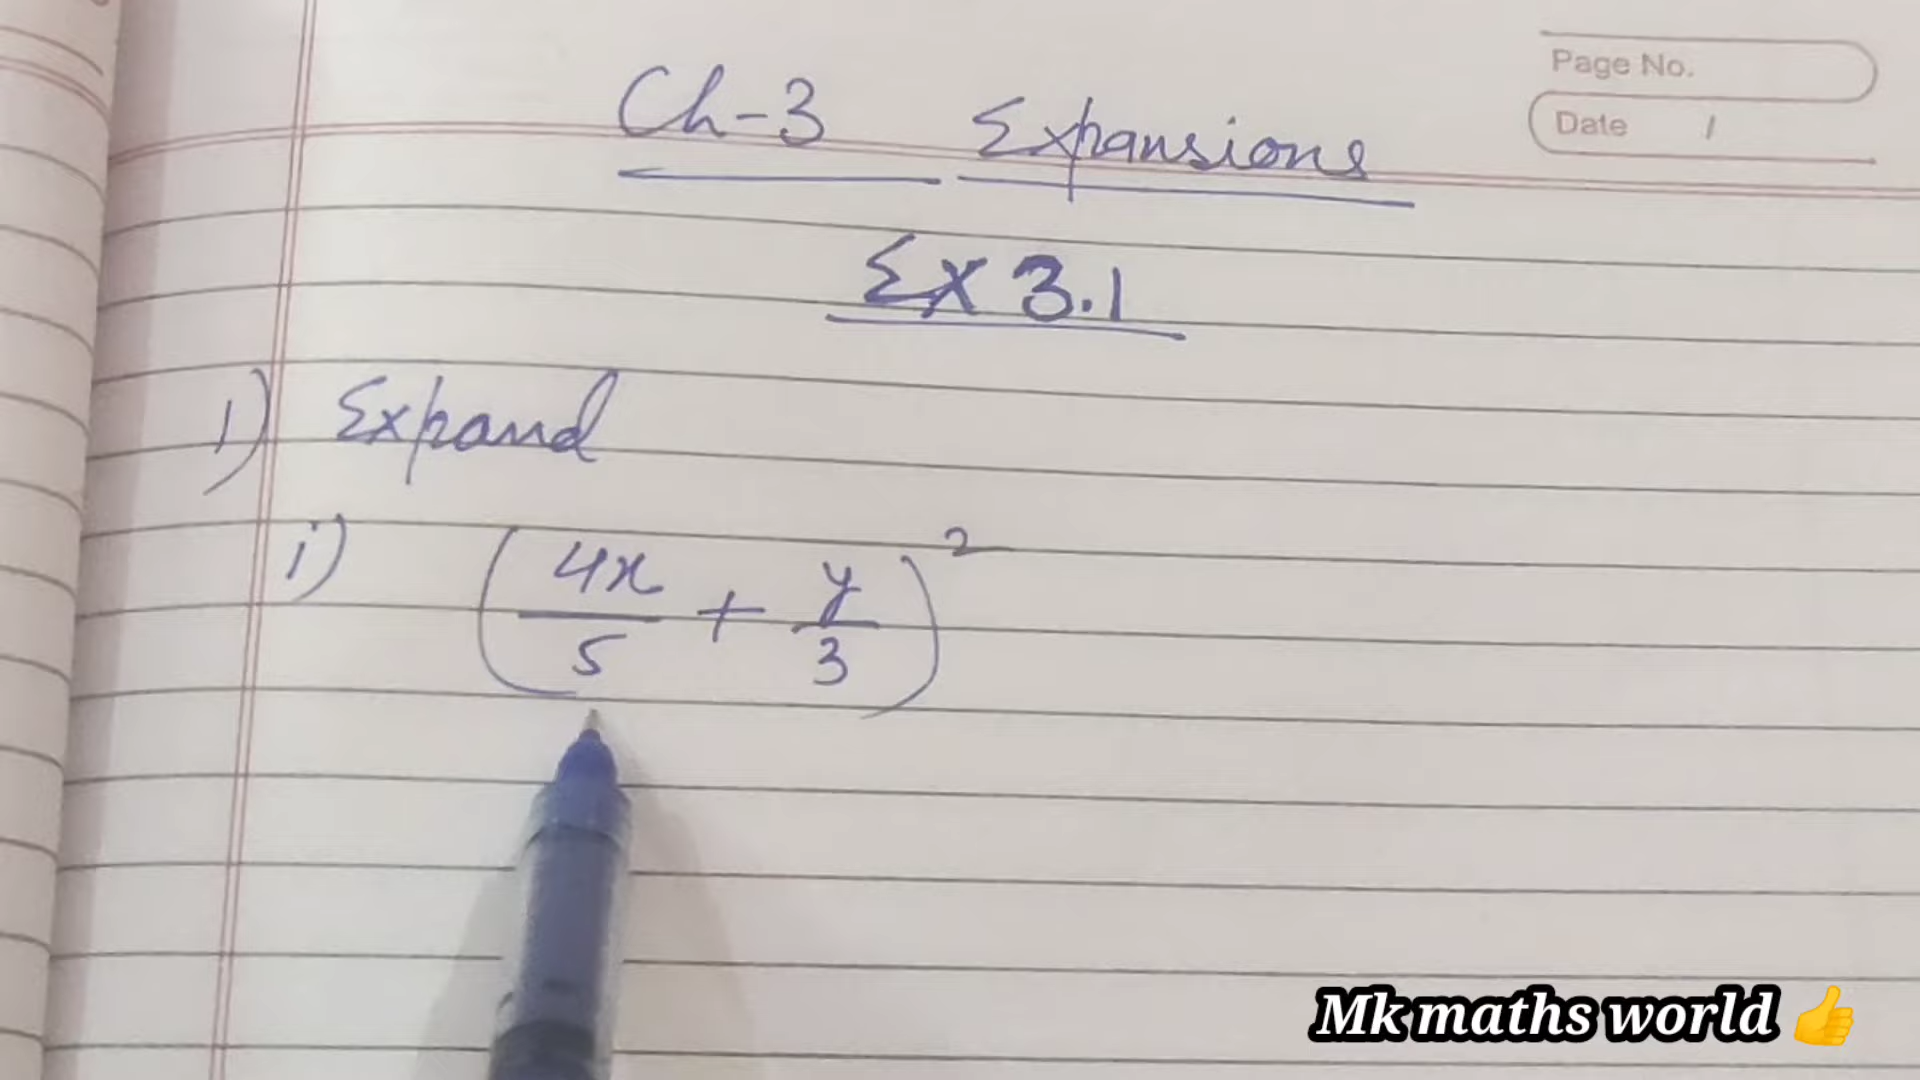 Page No.
Date /
Ch-3 Expansions
Ex 3.1
1) Expand
i) (4x/5 + y/3)²
Mk maths world 👍